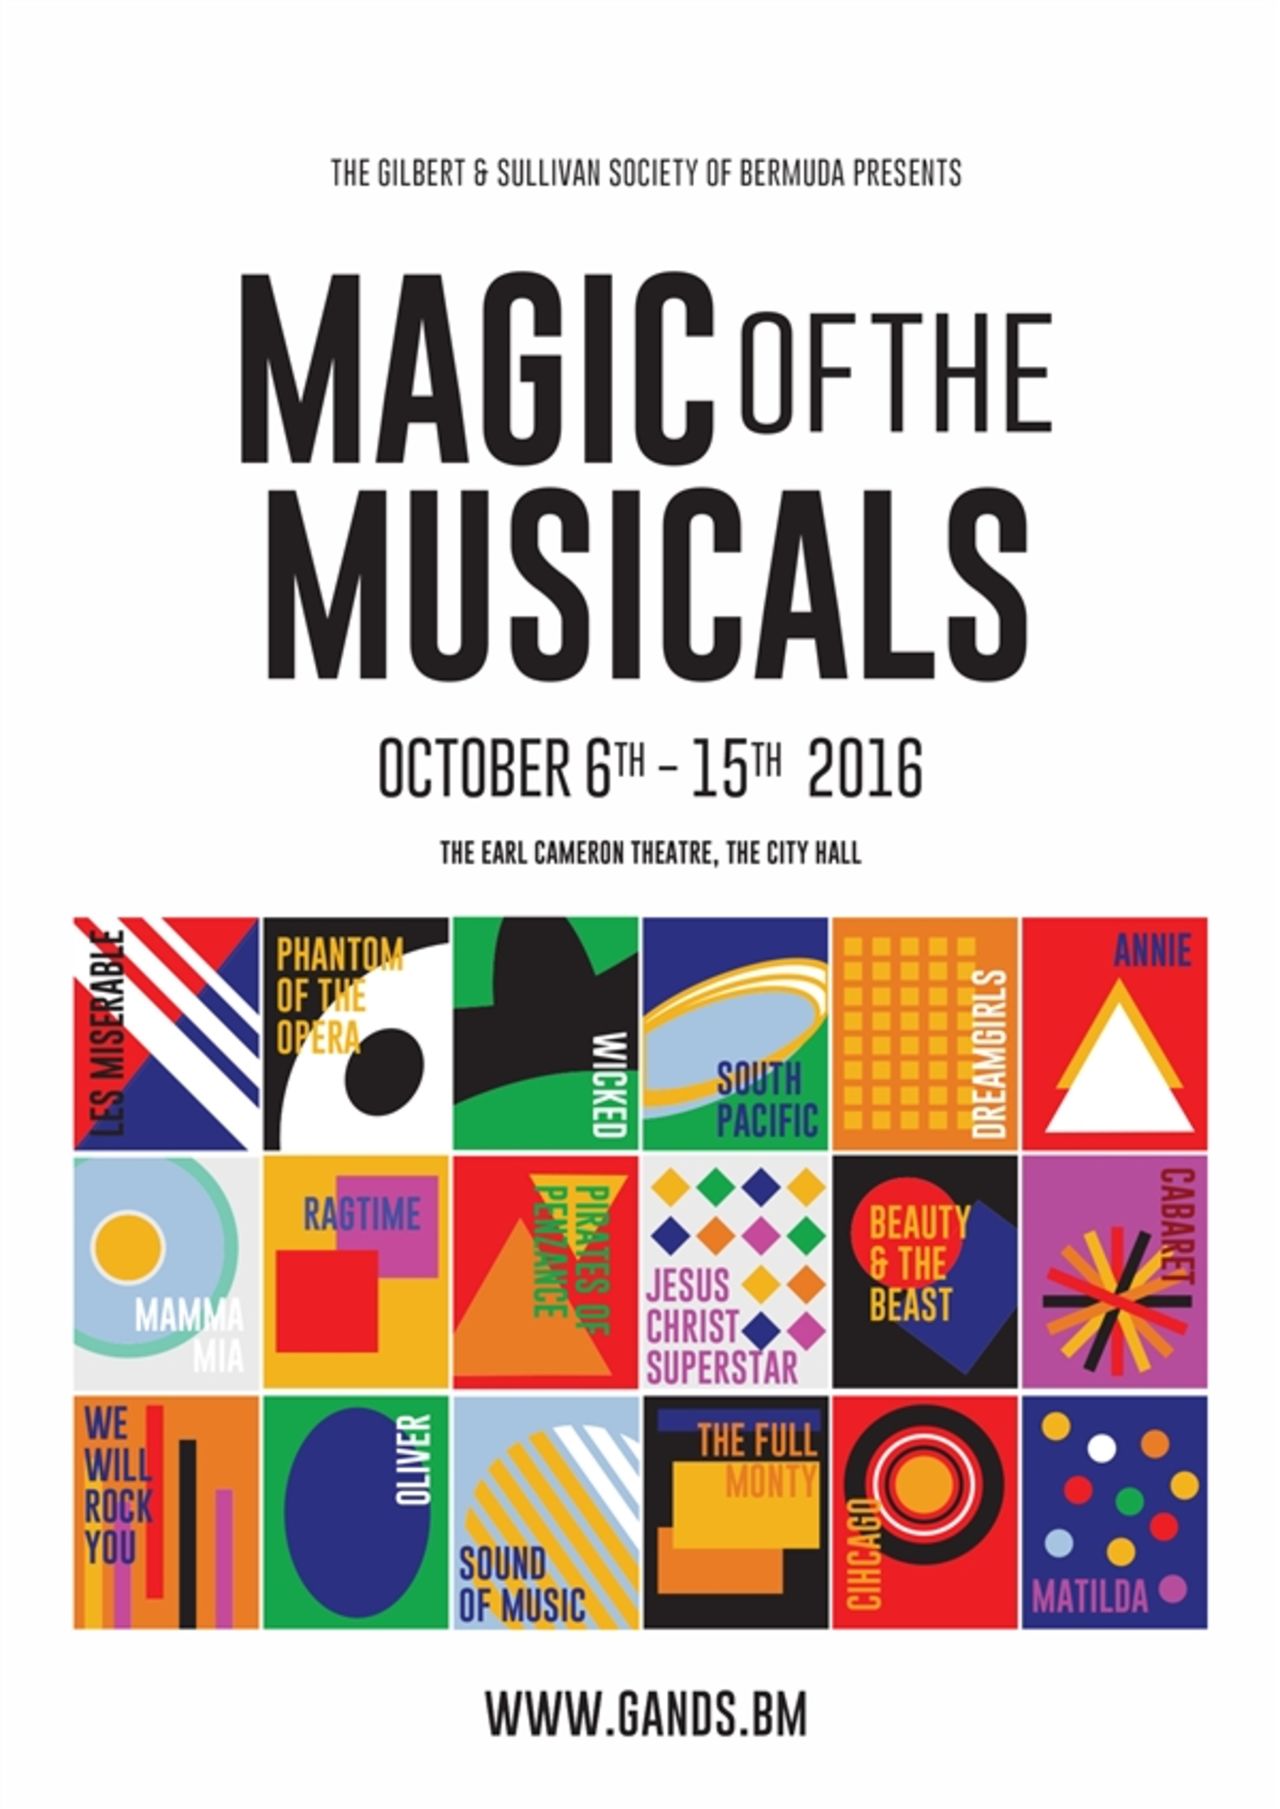 THE GILBERT & SULLIVAN SOCIETY OF BERMUDA PRESENTS
MAGIC OF THE
MUSICALS
OCTOBER 6TH - 15TH 2016
THE EARL CAMERON THEATRE, THE CITY HALL
LES MISERABLE
PHANTOM
OF THE
OPERA
WICKED
SOUTH
PACIFIC
DREAMGIRLS
ANNIE
MAMMA
MIA
RAGTIME
PIRATES OF
PENZANCE
JESUS
CHRIST
SUPERSTAR
BEAUTY
& THE
BEAST
CABARET
WE
WILL
ROCK
YOU
OLIVER
SOUND
OF MUSIC
THE FULL
MONTY
CIHCAGO
MATILDA
WWW.GANDS.BM